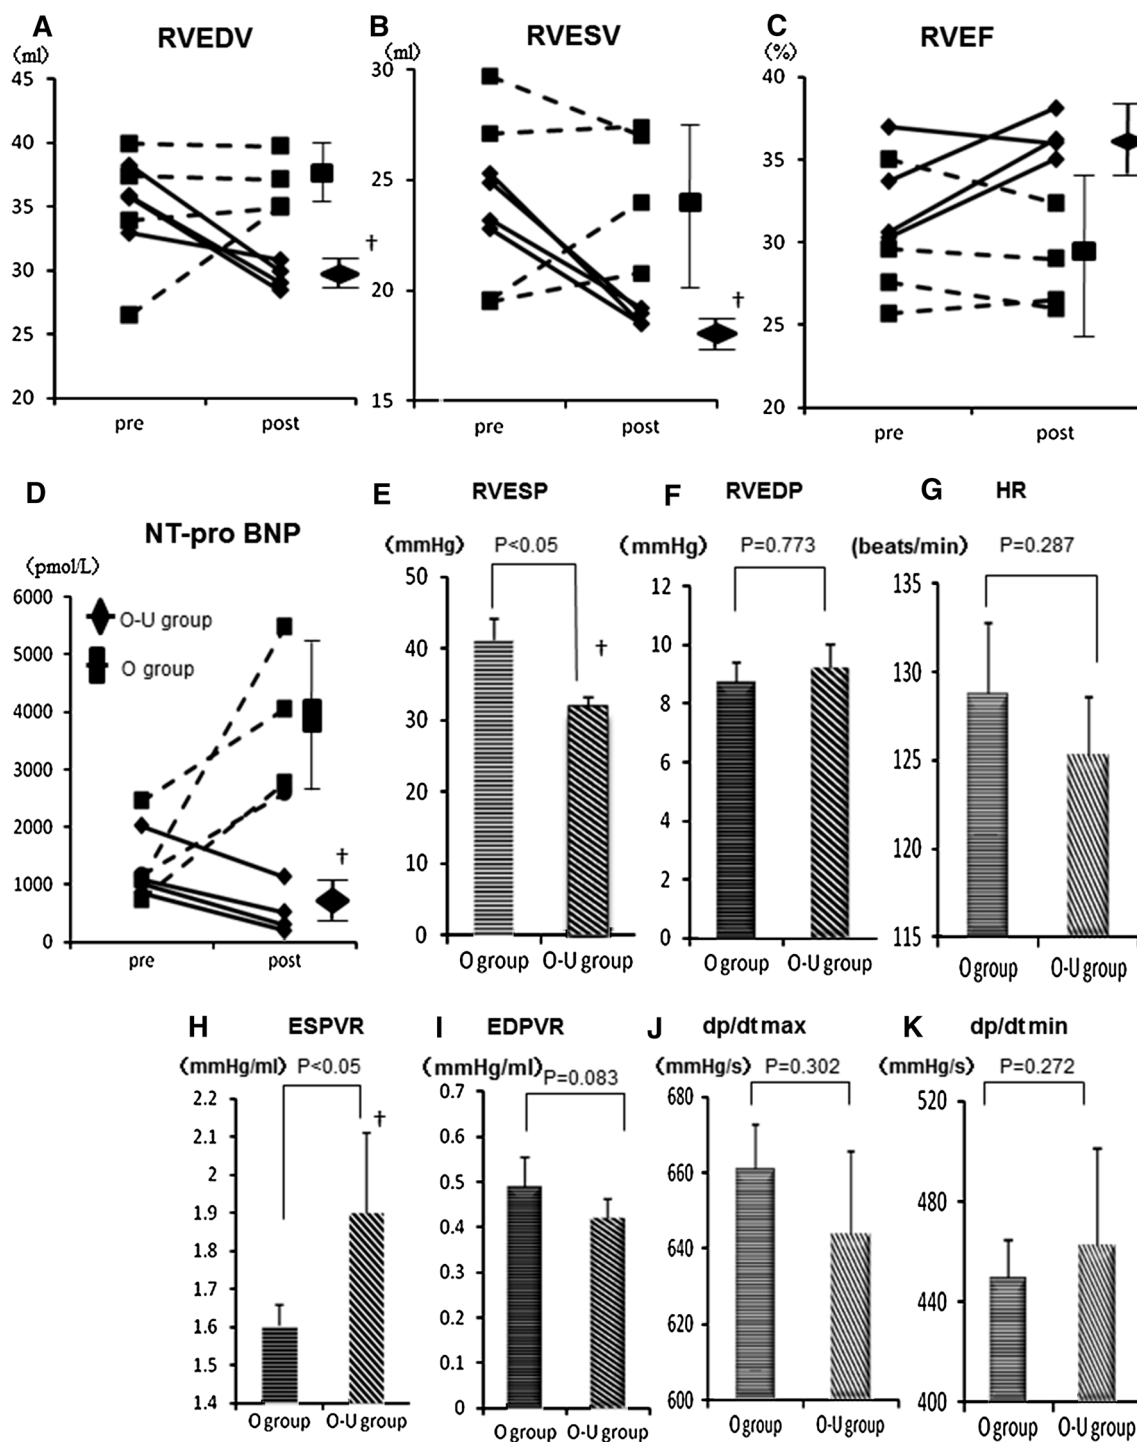 A
RVEDV
(ml)
45
40
35
30
25
20
†
pre
post
B
RVESV
(ml)
30
25
20
15
†
pre
post
C
RVEF
(%)
40
35
30
25
20
pre
post
D
NT-pro BNP
(pmol/L)
6000
5000
4000
3000
2000
1000
0
O-U group
O group
†
pre
post
E
RVESP
(mmHg)
P<0.05
50
40
30
20
10
0
†
O group
O-U group
F
RVEDP
(mmHg)
P=0.773
12
10
8
6
4
2
0
O group
O-U group
G
HR
(beats/min)
P=0.287
135
130
125
120
115
O group
O-U group
H
ESPVR
(mmHg/ml)
P<0.05
2.2
2.1
2
1.9
1.8
1.7
1.6
1.5
1.4
†
O group
O-U group
I
EDPVR
(mmHg/ml)
P=0.083
0.7
0.6
0.5
0.4
0.3
0.2
0.1
0
O group
O-U group
J
dp/dt max
(mmHg/s)
P=0.302
680
660
640
620
600
O group
O-U group
K
dp/dt min
(mmHg/s)
P=0.272
520
480
440
400
O group
O-U group